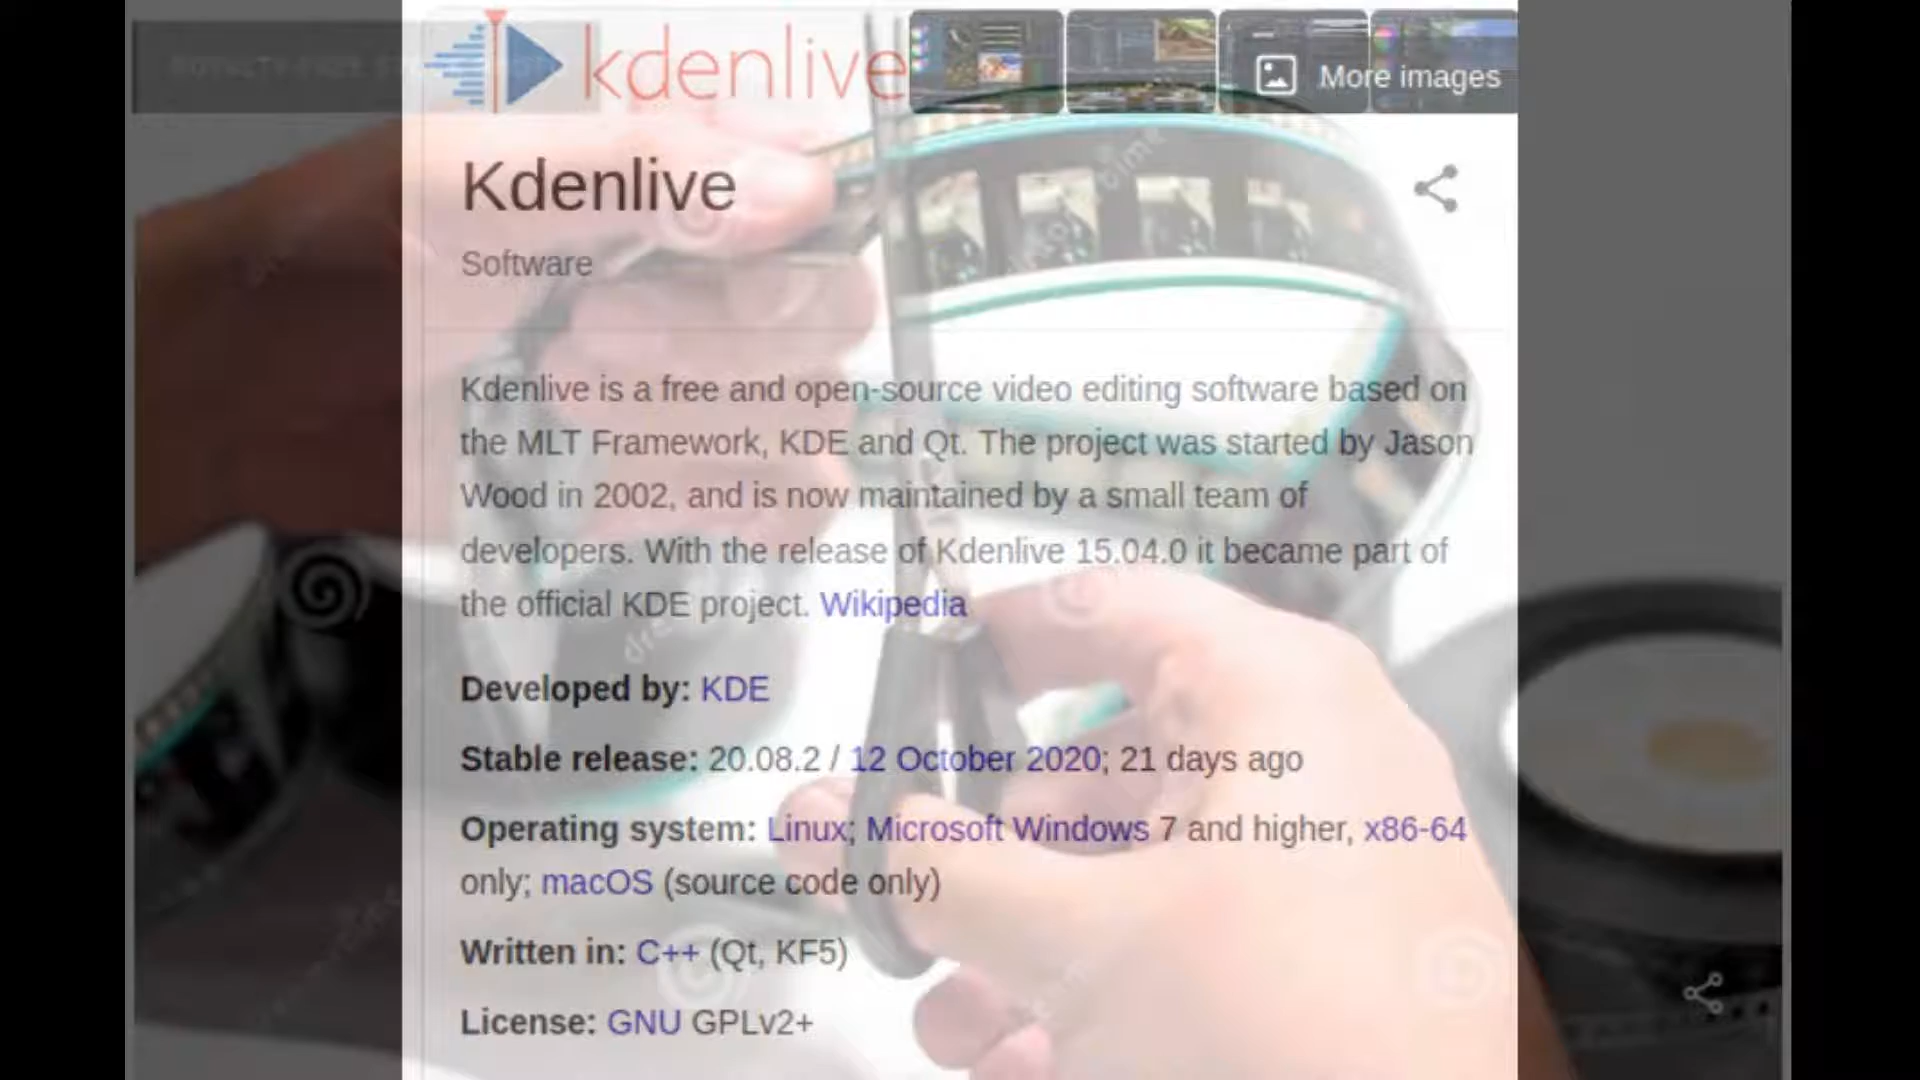 kdenlive
More images
Kdenlive
Software
Kdenlive is a free and open-source video editing software based on
the MLT Framework, KDE and Qt. The project was started by Jason
Wood in 2002, and is now maintained by a small team of
developers. With the release of Kdenlive 15.04.0 it became part of
the official KDE project. Wikipedia
Developed by: KDE
Stable release: 20.08.2 / 12 October 2020; 21 days ago
Operating system: Linux; Microsoft Windows 7 and higher, x86-64
only; macOS (source code only)
Written in: C++ (Qt, KF5)
License: GNU GPLv2+